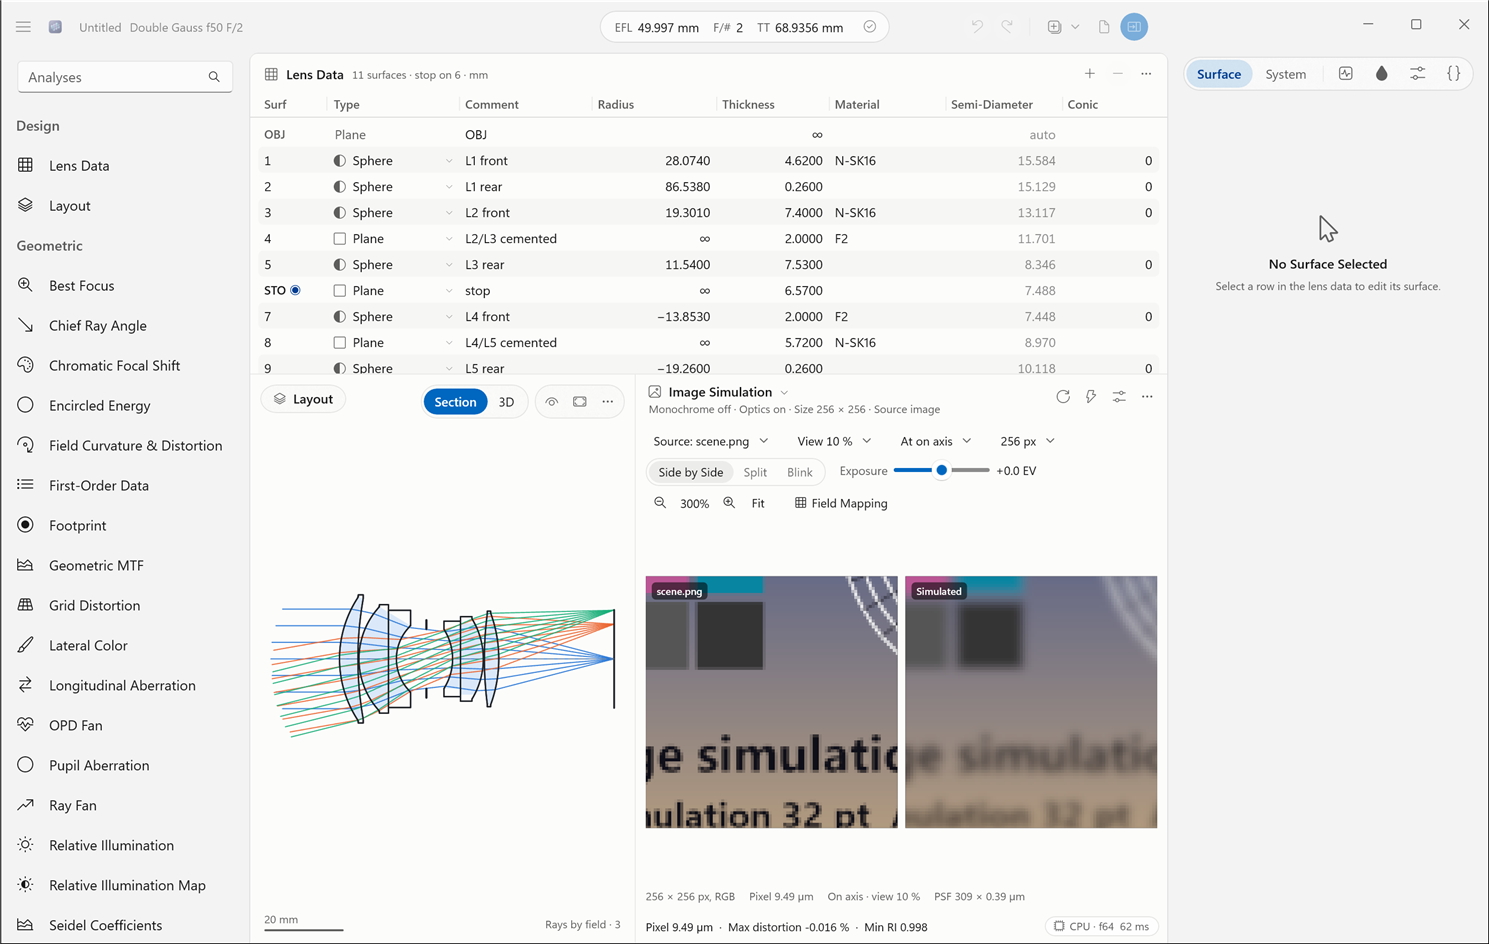 Untitled Double Gauss f50 F/2
EFL 49.997 mm F/# 2 TT 68.9356 mm
Analyses
Design
Lens Data
Layout
Geometric
Best Focus
Chief Ray Angle
Chromatic Focal Shift
Encircled Energy
Field Curvature & Distortion
First-Order Data
Footprint
Geometric MTF
Grid Distortion
Lateral Color
Longitudinal Aberration
OPD Fan
Pupil Aberration
Ray Fan
Relative Illumination
Relative Illumination Map
Seidel Coefficients
Lens Data 11 surfaces · stop on 6 · mm
Surf Type Comment Radius Thickness Material Semi-Diameter Conic
OBJ Plane OBJ ∞ auto
1 Sphere L1 front 28.0740 4.6200 N-SK16 15.584 0
2 Sphere L1 rear 86.5380 0.2600 15.129 0
3 Sphere L2 front 19.3010 7.4000 N-SK16 13.117 0
4 Plane L2/L3 cemented ∞ 2.0000 F2 11.701
5 Sphere L3 rear 11.5400 7.5300 8.346 0
STO Plane stop ∞ 6.5700 7.488
7 Sphere L4 front −13.8530 2.0000 F2 7.448 0
8 Plane L4/L5 cemented ∞ 5.7200 N-SK16 8.970
9 Sphere L5 rear −19.2600 0.2600 10.118 0
Layout Section 3D
20 mm
Rays by field · 3
Image Simulation
Monochrome off · Optics on · Size 256 × 256 · Source image
Source: scene.png View 10 % At on axis 256 px
Side by Side Split Blink Exposure +0.0 EV
300% Fit Field Mapping
scene.png
ge simulatio
ulation 32 pt
Simulated
ge simulatio
ulation 32 pt
256 × 256 px, RGB Pixel 9.49 µm On axis · view 10 % PSF 309 × 0.39 µm
Pixel 9.49 µm · Max distortion -0.016 % · Min RI 0.998
CPU · f64 62 ms
Surface System { }
No Surface Selected
Select a row in the lens data to edit its surface.